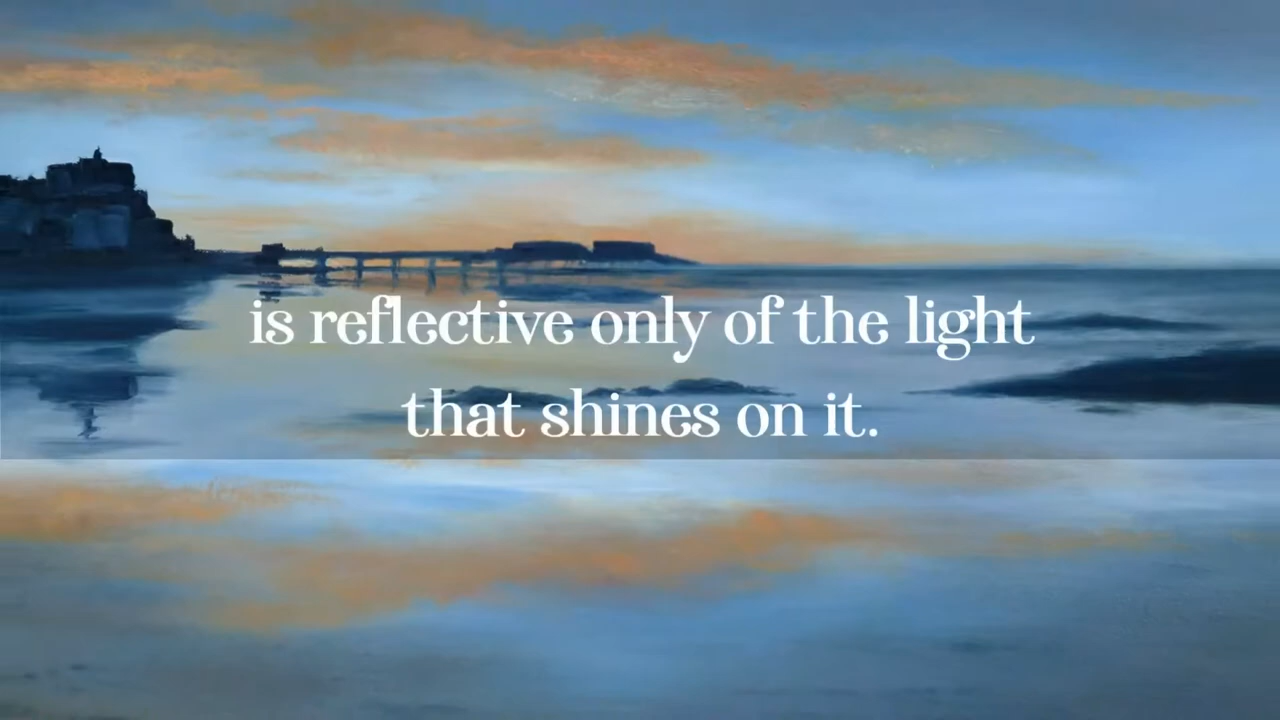 is reflective only of the light
that shines on it.